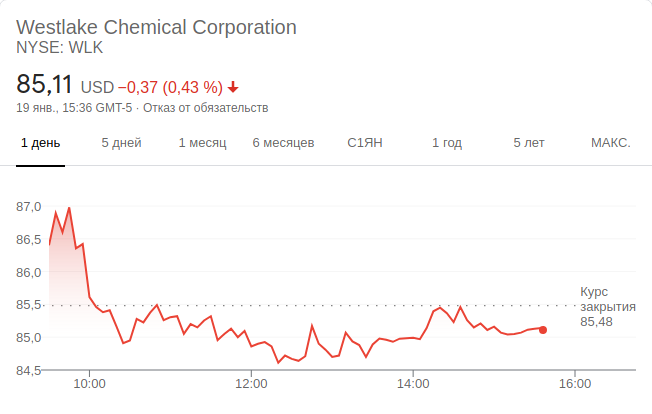 Westlake Chemical Corporation
NYSE: WLK
85,11 USD −0,37 (0,43 %)
19 янв., 15:36 GMT-5 · Отказ от обязательств
1 день 5 дней 1 месяц 6 месяцев С1ЯН 1 год 5 лет МАКС.
87,0
86,5
86,0
85,5
85,0
84,5
Курс
закрытия
85,48
10:00 12:00 14:00 16:00